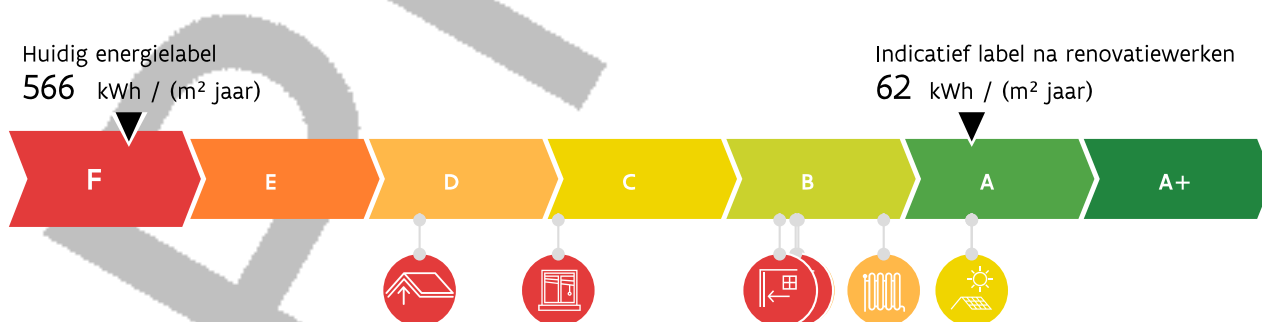 Huidig energielabel
566 kWh / (m² jaar)
Indicatief label na renovatiewerken
62 kWh / (m² jaar)
F E D C B A A+